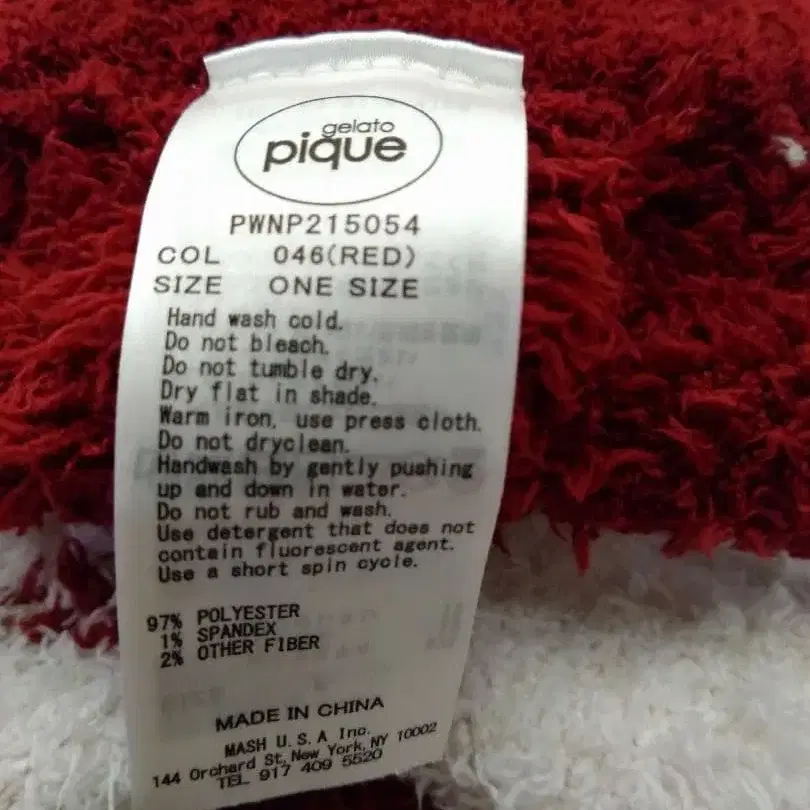 gelato
pique
PWNP215054
COL 046(RED)
SIZE ONE SIZE
Hand wash cold.
Do not bleach.
Do not tumble dry.
Dry flat in shade.
Warm iron, use press cloth.
Do not dryclean.
Handwash by gently pushing
up and down in water.
Do not rub and wash.
Use detergent that does not
contain fluorescent agent.
Use a short spin cycle.
97% POLYESTER
1% SPANDEX
2% OTHER FIBER
MADE IN CHINA
MASH U.S.A Inc.
144 Orchard St, New York, NY 10002
TEL 917 409 5520